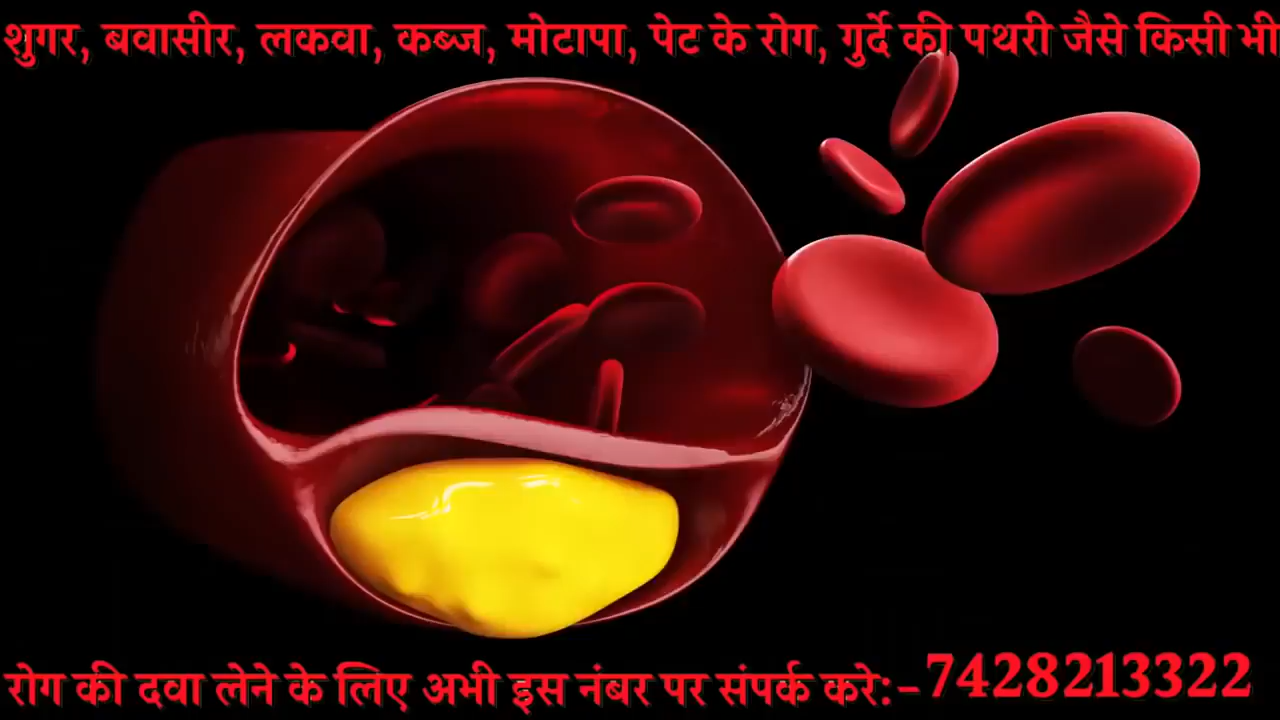 शुगर, बवासीर, लकवा, कब्ज, मोटापा, पेट के रोग, गुर्दे की पथरी जैसे किसी भी
रोग की दवा लेने के लिए अभी इस नंबर पर संपर्क करे:-7428213322